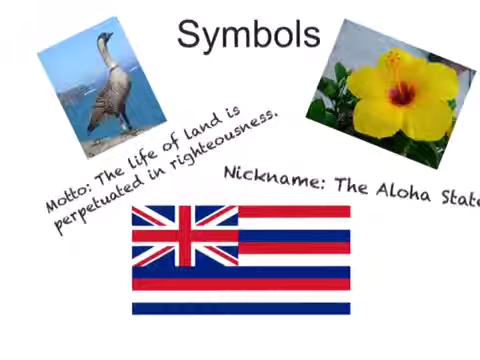 Symbols
Motto: The life of land is
perpetuated in righteousness.
Nickname: The Aloha State